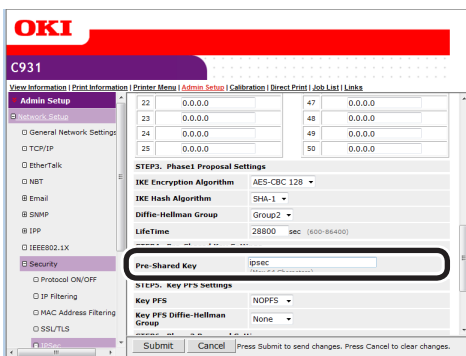 OKI
C931
View Information | Print Information | Printer Menu | Admin Setup | Calibration | Direct Print | Job List | Links
Admin Setup
Network Setup
General Network Settings
TCP/IP
EtherTalk
NBT
Email
SNMP
IPP
IEEE802.1X
Security
Protocol ON/OFF
IP Filtering
MAC Address Filtering
SSL/TLS
IPSec
22 0.0.0.0 47 0.0.0.0
23 0.0.0.0 48 0.0.0.0
24 0.0.0.0 49 0.0.0.0
25 0.0.0.0 50 0.0.0.0
STEP3. Phase1 Proposal Settings
IKE Encryption Algorithm AES-CBC 128
IKE Hash Algorithm SHA-1
Diffie-Hellman Group Group2
LifeTime 28800 sec (600-86400)
Pre-Shared Key ipsec
STEP5. Key PFS Settings
Key PFS NOPFS
Key PFS Diffie-Hellman
Group None
Submit Cancel Press Submit to send changes. Press Cancel to clear changes.